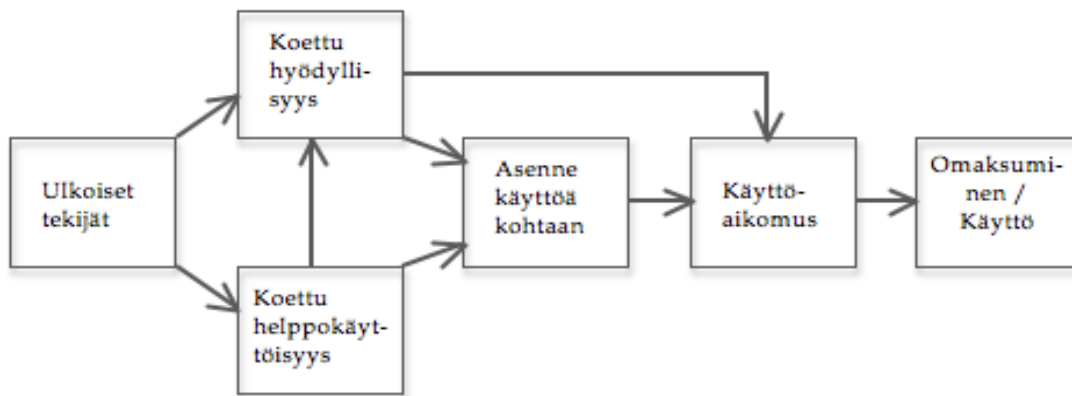 Koettu
hyödylli-
syys
Ulkoiset
tekijät
Asenne
käyttöä
kohtaan
Käyttö-
aikomus
Omaksumi-
nen /
Käyttö
Koettu
helppokäyt-
töisyys